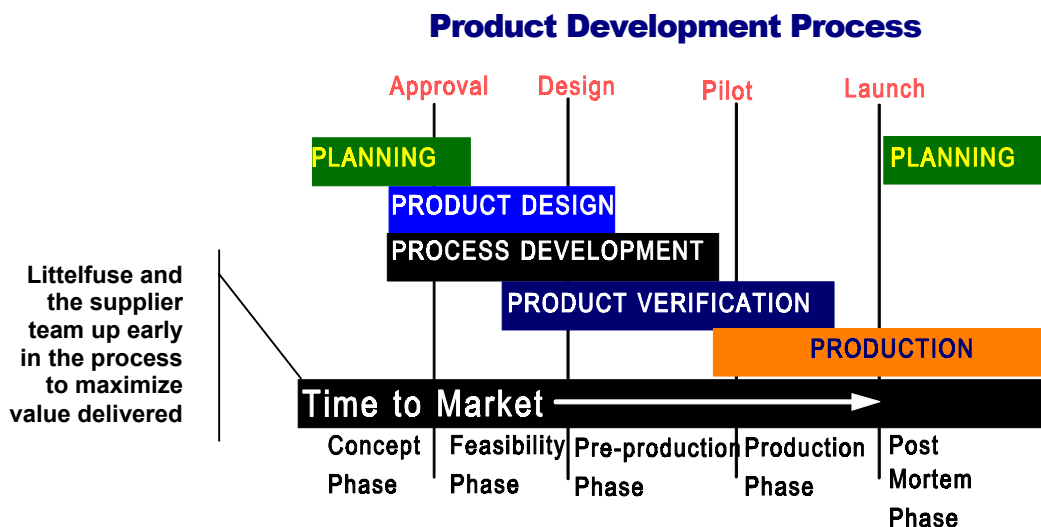 Product Development Process
Approval Design Pilot Launch
PLANNING PLANNING
PRODUCT DESIGN
PROCESS DEVELOPMENT
PRODUCT VERIFICATION
PRODUCTION
Littelfuse and
the supplier
team up early
in the process
to maximize
value delivered
Time to Market
Concept
Phase
Feasibility
Phase
Pre-production
Phase
Production
Phase
Post
Mortem
Phase